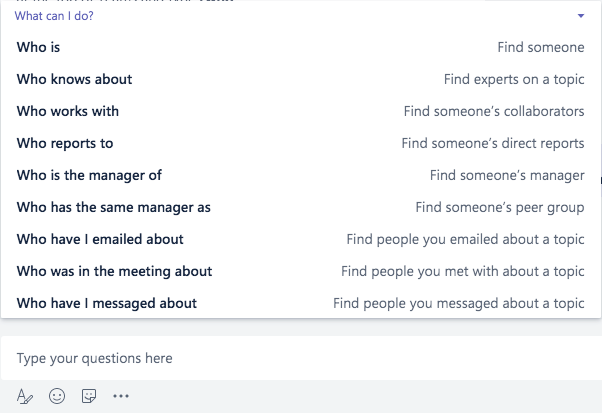 What can I do?
Who is Find someone
Who knows about Find experts on a topic
Who works with Find someone's collaborators
Who reports to Find someone's direct reports
Who is the manager of Find someone's manager
Who has the same manager as Find someone's peer group
Who have I emailed about Find people you emailed about a topic
Who was in the meeting about Find people you met with about a topic
Who have I messaged about Find people you messaged about a topic
Type your questions here